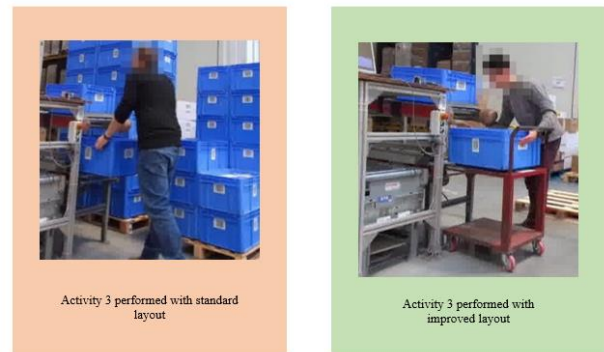 Activity 3 performed with standard
layout
Activity 3 performed with
improved layout